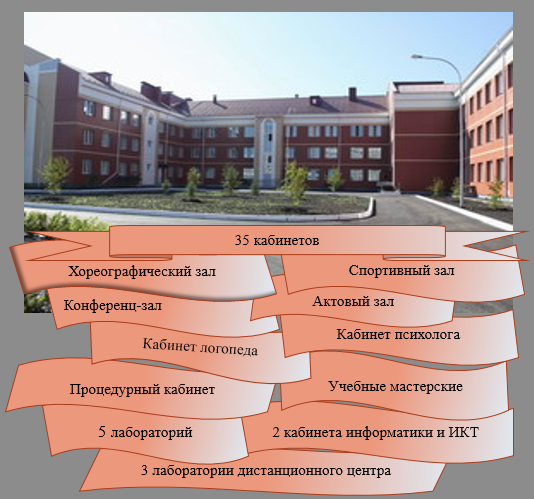 35 кабинетов
Хореографический зал
Спортивный зал
Конференц-зал
Актовый зал
Кабинет логопеда
Кабинет психолога
Процедурный кабинет
Учебные мастерские
5 лабораторий
2 кабинета информатики и ИКТ
3 лаборатории дистанционного центра